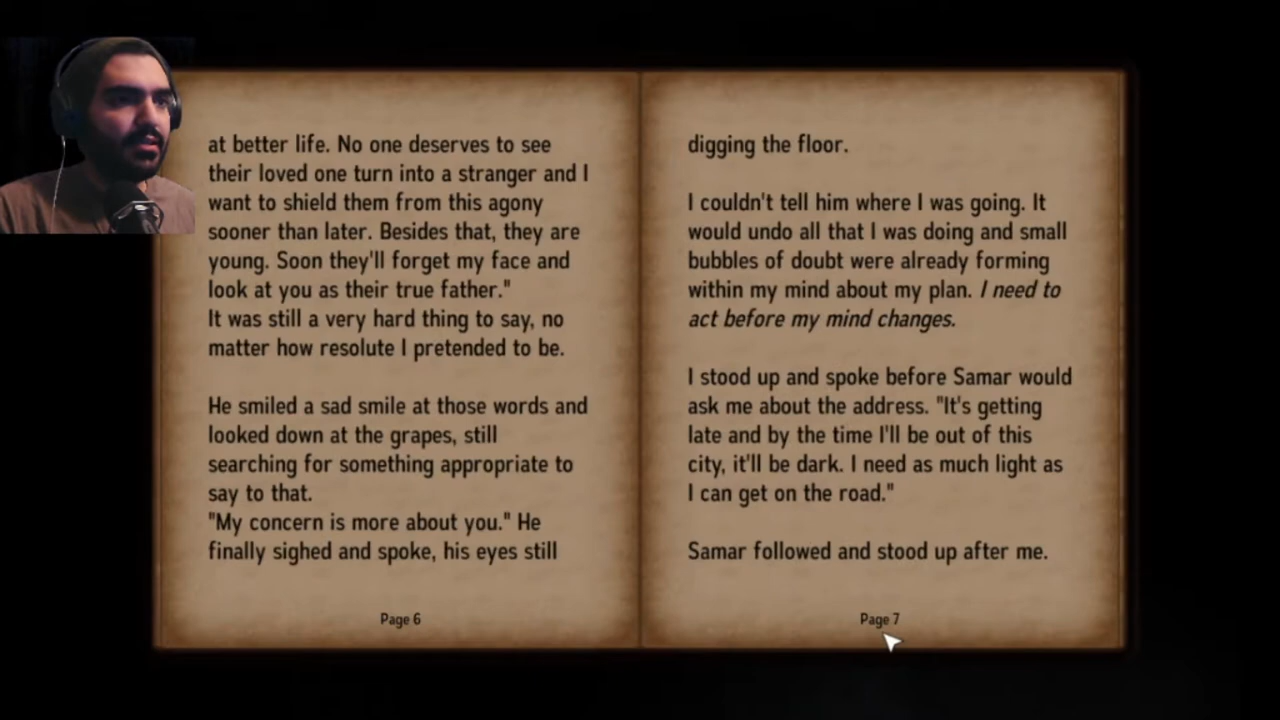 at better life. No one deserves to see
their loved one turn into a stranger and I
want to shield them from this agony
sooner than later. Besides that, they are
young. Soon they'll forget my face and
look at you as their true father."
It was still a very hard thing to say, no
matter how resolute I pretended to be.
He smiled a sad smile at those words and
looked down at the grapes, still
searching for something appropriate to
say to that.
"My concern is more about you." He
finally sighed and spoke, his eyes still
Page 6
digging the floor.
I couldn't tell him where I was going. It
would undo all that I was doing and small
bubbles of doubt were already forming
within my mind about my plan. I need to
act before my mind changes.
I stood up and spoke before Samar would
ask me about the address. "It's getting
late and by the time I'll be out of this
city, it'll be dark. I need as much light as
I can get on the road."
Samar followed and stood up after me.
Page 7